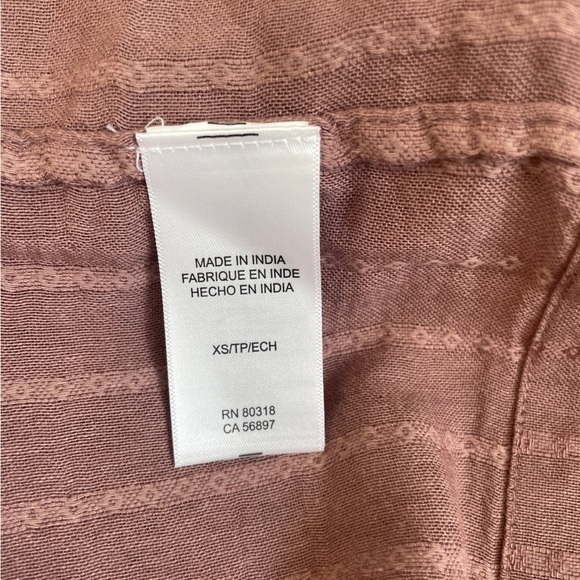 MADE IN INDIA
FABRIQUE EN INDE
HECHO EN INDIA
XS/TP/ECH
RN 80318
CA 56897